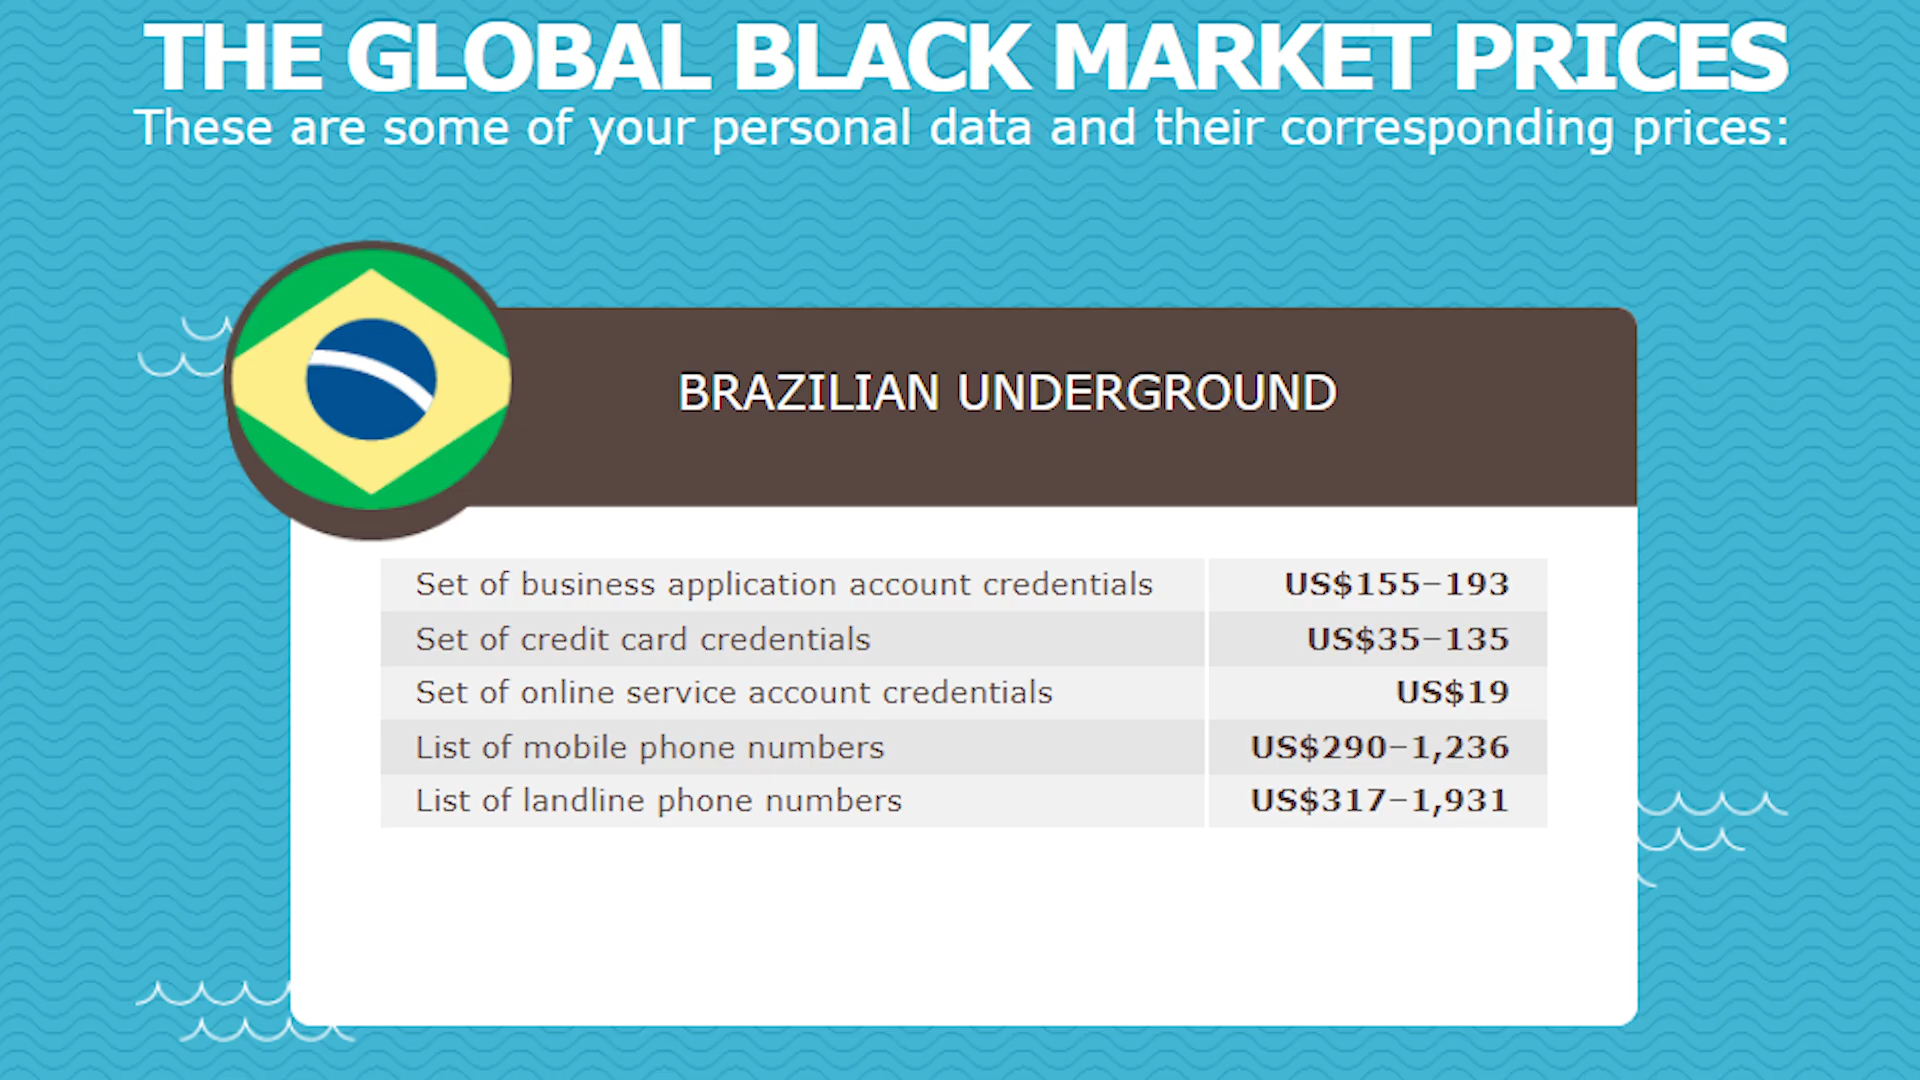 THE GLOBAL BLACK MARKET PRICES
These are some of your personal data and their corresponding prices:
BRAZILIAN UNDERGROUND
Set of business application account credentials US$155–193
Set of credit card credentials US$35–135
Set of online service account credentials US$19
List of mobile phone numbers US$290–1,236
List of landline phone numbers US$317–1,931